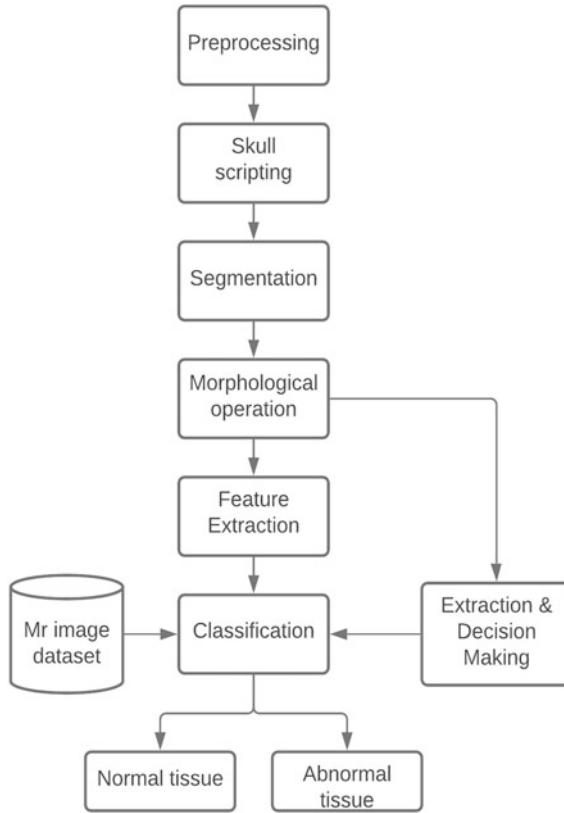 Preprocessing
Skull
scripting
Segmentation
Morphological
operation
Feature
Extraction
Mr image
dataset
Classification
Extraction &
Decision
Making
Normal tissue
Abnormal
tissue